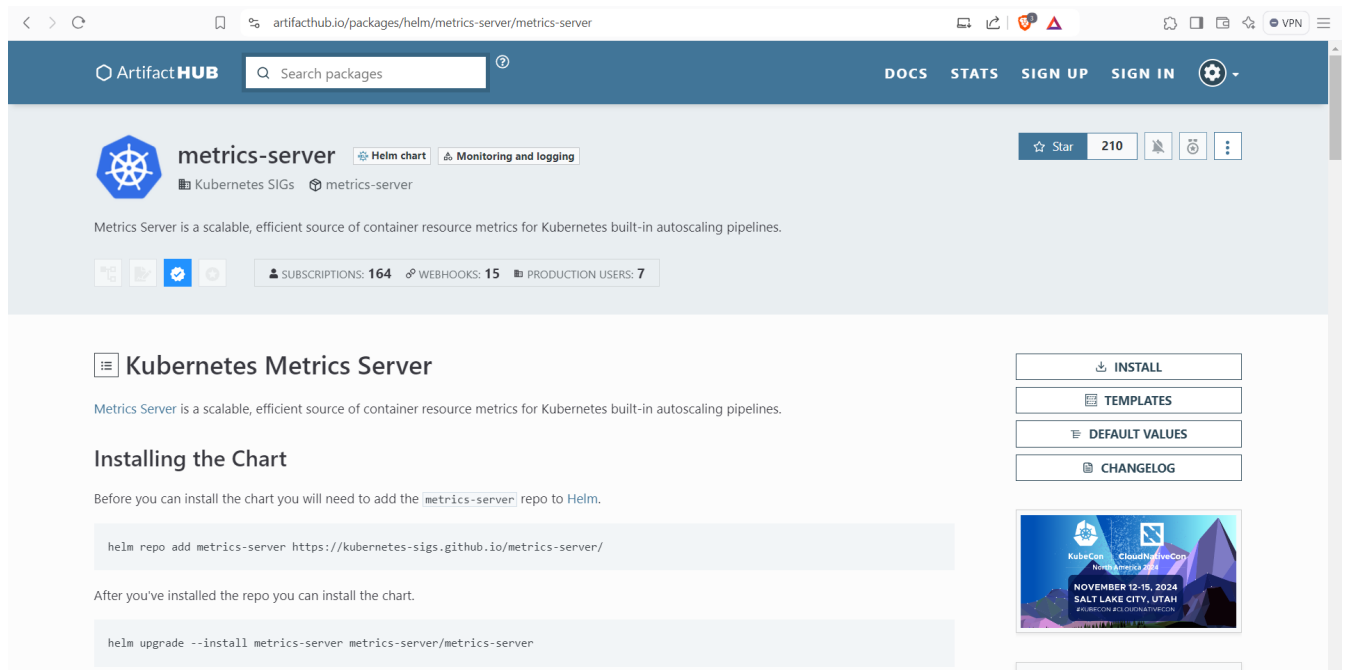 artifacthub.io/packages/helm/metrics-server/metrics-server
3
VPN
Artifact HUB
Search packages
?
DOCS STATS SIGN UP SIGN IN
metrics-server Helm chart Monitoring and logging
Star 210
Kubernetes SIGs metrics-server
Metrics Server is a scalable, efficient source of container resource metrics for Kubernetes built-in autoscaling pipelines.
SUBSCRIPTIONS: 164 WEBHOOKS: 15 PRODUCTION USERS: 7
Kubernetes Metrics Server
Metrics Server is a scalable, efficient source of container resource metrics for Kubernetes built-in autoscaling pipelines.
Installing the Chart
Before you can install the chart you will need to add the metrics-server repo to Helm.
helm repo add metrics-server https://kubernetes-sigs.github.io/metrics-server/
After you've installed the repo you can install the chart.
helm upgrade --install metrics-server metrics-server/metrics-server
INSTALL
TEMPLATES
DEFAULT VALUES
CHANGELOG
KubeCon CloudNativeCon
North America 2024
NOVEMBER 12-15, 2024
SALT LAKE CITY, UTAH
#KUBECON #CLOUDNATIVECON